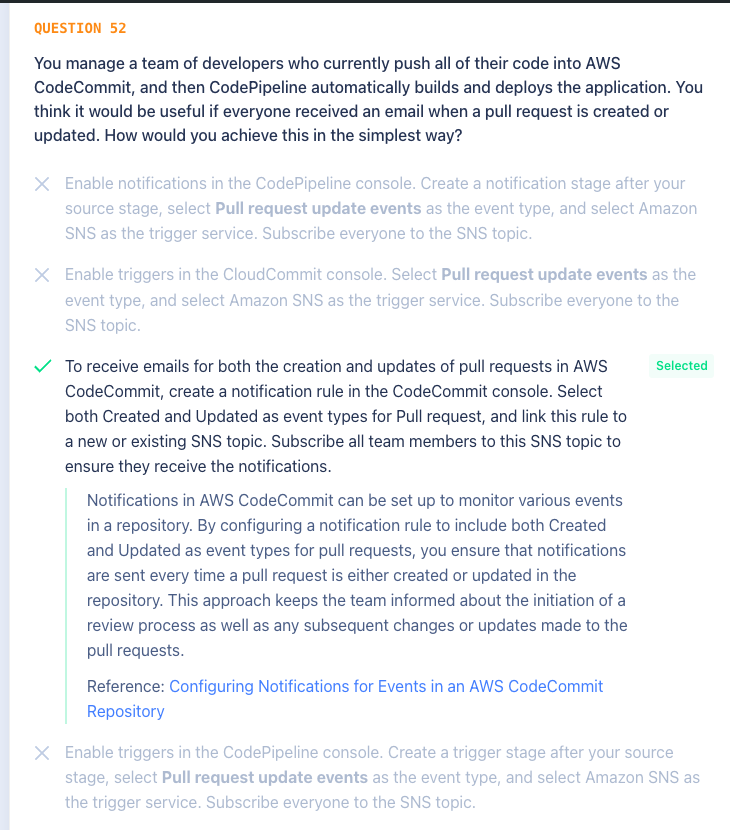 QUESTION 52
You manage a team of developers who currently push all of their code into AWS
CodeCommit, and then CodePipeline automatically builds and deploys the application. You
think it would be useful if everyone received an email when a pull request is created or
updated. How would you achieve this in the simplest way?
Enable notifications in the CodePipeline console. Create a notification stage after your
source stage, select Pull request update events as the event type, and select Amazon
SNS as the trigger service. Subscribe everyone to the SNS topic.
Enable triggers in the CloudCommit console. Select Pull request update events as the
event type, and select Amazon SNS as the trigger service. Subscribe everyone to the
SNS topic.
To receive emails for both the creation and updates of pull requests in AWS
Selected
CodeCommit, create a notification rule in the CodeCommit console. Select
both Created and Updated as event types for Pull request, and link this rule to
a new or existing SNS topic. Subscribe all team members to this SNS topic to
ensure they receive the notifications.
Notifications in AWS CodeCommit can be set up to monitor various events
in a repository. By configuring a notification rule to include both Created
and Updated as event types for pull requests, you ensure that notifications
are sent every time a pull request is either created or updated in the
repository. This approach keeps the team informed about the initiation of a
review process as well as any subsequent changes or updates made to the
pull requests.
Reference: Configuring Notifications for Events in an AWS CodeCommit
Repository
Enable triggers in the CodePipeline console. Create a trigger stage after your source
stage, select Pull request update events as the event type, and select Amazon SNS as
the trigger service. Subscribe everyone to the SNS topic.